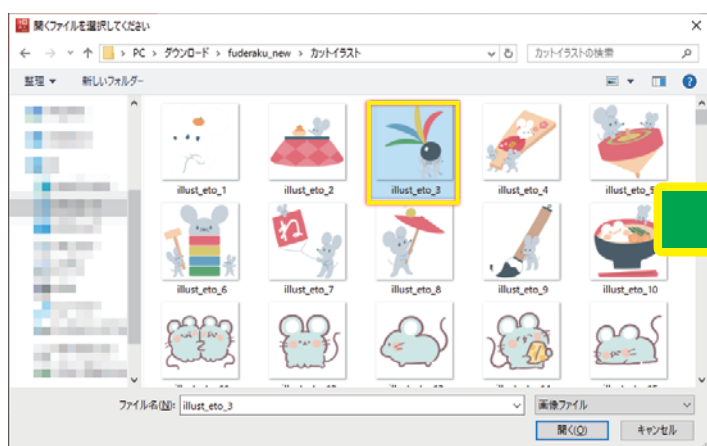 開くファイルを選択してください
PC > ダウンロード > fuderaku_new > カットイラスト
カットイラストの検索
整理
新しいフォルダー
illust_eto_1
illust_eto_2
illust_eto_3
illust_eto_4
illust_eto_5
ね
illust_eto_6
illust_eto_7
illust_eto_8
illust_eto_9
illust_eto_10
ファイル名(N): illust_eto_3
画像ファイル
開く(O)
キャンセル